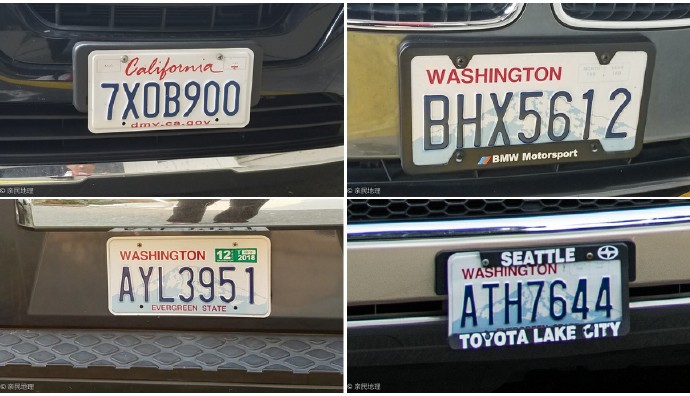 California
7XOB900
dmv.ca.gov
© 亲民地理
WASHINGTON
BHX5612
BMW Motorsport
© 亲民地理
WASHINGTON
12
2018
AYL3951
EVERGREEN STATE
© 亲民地理
SEATTLE
WASHINGTON
ATH7644
TOYOTA LAKE CITY
© 亲民地理